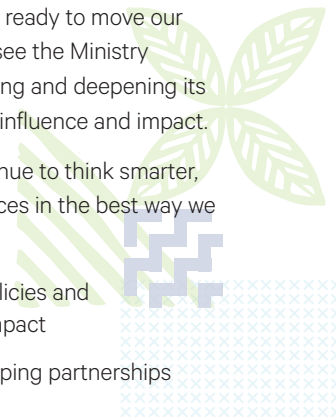 ready to move our
see the Ministry
ng and deepening its
influence and impact.
nue to think smarter,
ces in the best way we
licies and
pact
ping partnerships